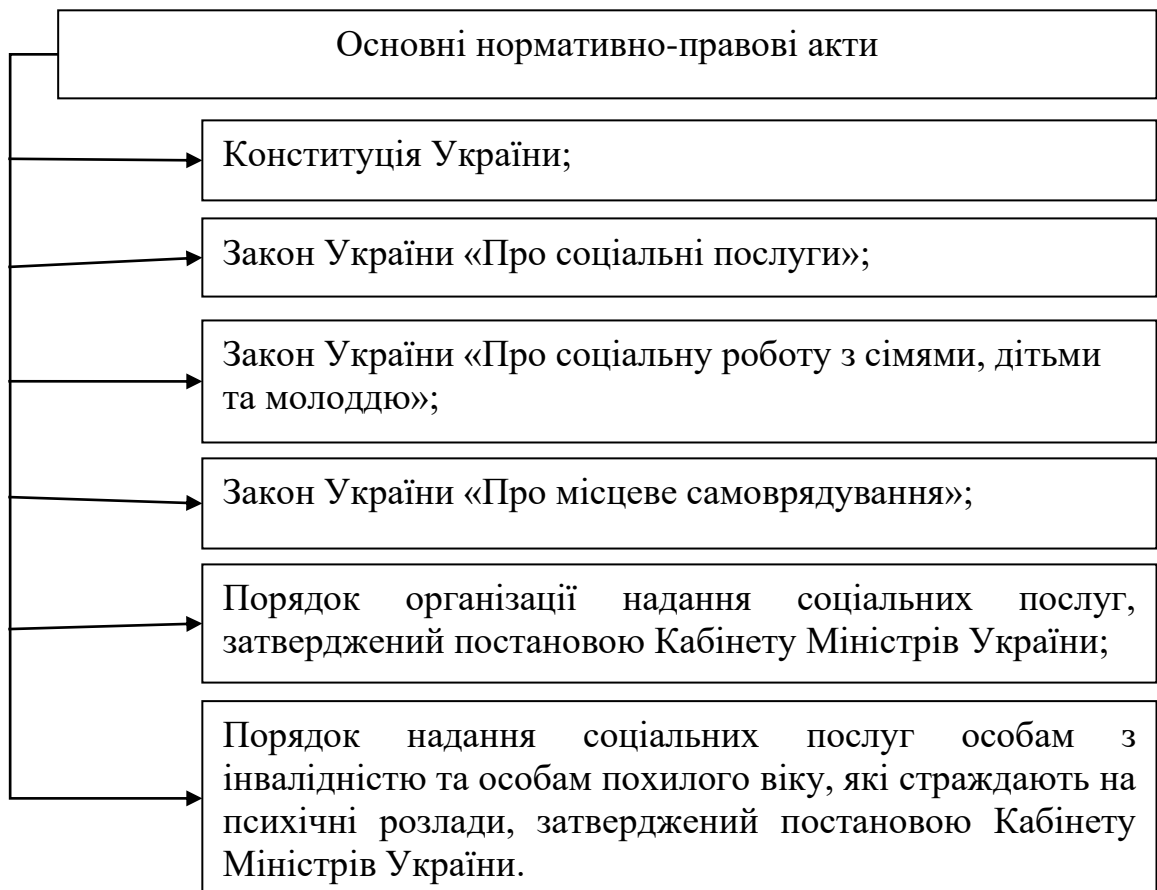 Основні нормативно-правові акти
Конституція України;
Закон України «Про соціальні послуги»;
Закон України «Про соціальну роботу з сімями, дітьми
та молоддю»;
Закон України «Про місцеве самоврядування»;
Порядок організації надання соціальних послуг,
затверджений постановою Кабінету Міністрів України;
Порядок надання соціальних послуг особам з
інвалідністю та особам похилого віку, які страждають на
психічні розлади, затверджений постановою Кабінету
Міністрів України.